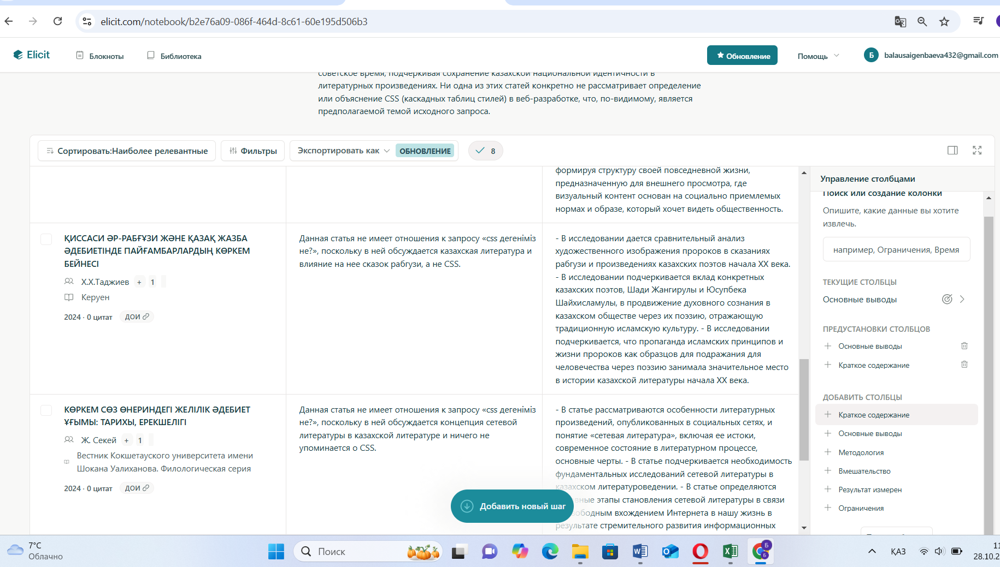 elicit.com/notebook/b2e76a09-086f-464d-8c61-60e195d506b3
Elicit
Блокноты
Библиотека
Обновление
Помощь
Б
balausaigenbaeva432@gmail.com
советское время, подчеркивая сохранение казахской национальной идентичности в
литературных произведениях. Ни одна из этих статей конкретно не рассматривает определение
или объяснение CSS (каскадных таблиц стилей) в веб-разработке, что, по-видимому, является
предполагаемой темой исходного запроса.
Сортировать:Наиболее релевантные
Фильтры
Экспортировать как
ОБНОВЛЕНИЕ
8
формируя структуру своей повседневной жизни,
предназначенную для внешнего просмотра, где
визуальный контент основан на социально приемлемых
нормах и образе, который хочет видеть общественность.
ҚИССАСИ ӘР-РАБҒҰЗИ ЖӘНЕ ҚАЗАҚ ЖАЗБА
ӘДЕБИЕТІНДЕ ПАЙҒАМБАРЛАРДЫҢ КӨРКЕМ
БЕЙНЕСІ
Х.Х.Таджиев + 1
Керуен
2024 · 0 цитат ДОИ
Данная статья не имеет отношения к запросу «css дегеніміз
не?», поскольку в ней обсуждается казахская литература и
влияние на нее сказок рабгузи, а не CSS.
- В исследовании дается сравнительный анализ
художественного изображения пророков в сказаниях
рабгузи и произведениях казахских поэтов начала XX века.
- В исследовании подчеркивается вклад конкретных
казахских поэтов, Шади Жангирулы и Юсупбека
Шайхисламулы, в продвижение духовного сознания в
казахском обществе через их поэзию, отражающую
традиционную исламскую культуру. - В исследовании
подчеркивается, что пропаганда исламских принципов и
жизни пророков как образцов для подражания для
человечества через поэзию занимала значительное место
в истории казахской литературы начала XX века.
КӨРКЕМ СӨЗ ӨНЕРИНДЕГІ ЖЕЛІЛІК ӘДЕБИЕТ
ҰҒЫМЫ: ТАРИХЫ, ЕРЕКШЕЛІГІ
Ж. Секей + 1
Вестник Кокшетауского университета имени
Шокана Уалиханова. Филологическая серия
2024 · 0 цитат ДОИ
Данная статья не имеет отношения к запросу «css дегеніміз
не?», поскольку в ней обсуждается концепция сетевой
литературы в казахской литературе и ничего не
упоминается о CSS.
- В статье рассматриваются особенности литературных
произведений, опубликованных в социальных сетях, и
понятие «сетевая литература», включая ее истоки,
современное состояние в литературном процессе,
основные черты. - В статье подчеркивается необходимость
фундаментальных исследований сетевой литературы в
казахском литературоведении. - В статье определяются
этапы становления сетевой литературы в связи
вхождением Интернета в нашу жизнь в
результате стремительного развития информационных
Добавить новый шаг
Управление столбцами
Поиск или создание колонки
Опишите, какие данные вы хотите
извлечь.
например, Ограничения, Время
ТЕКУЩИЕ СТОЛБЦЫ
Основные выводы
ПРЕДУСТАНОВКИ СТОЛБЦОВ
Основные выводы
Краткое содержание
ДОБАВИТЬ СТОЛБЦЫ
Краткое содержание
Основные выводы
Методология
Вмешательство
Результат измерен
Ограничения
7°C
Облачно
Поиск
ҚАЗ
28.10.2